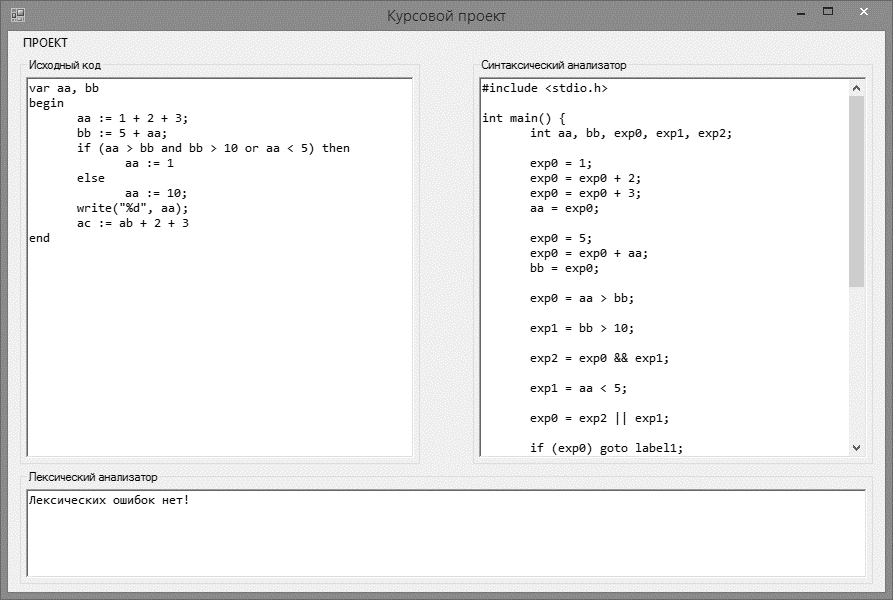 Курсовой проект
ПРОЕКТ
Исходный код
var aa, bb
begin
aa := 1 + 2 + 3;
bb := 5 + aa;
if (aa > bb and bb > 10 or aa < 5) then
aa := 1
else
aa := 10;
write("%d", aa);
ac := ab + 2 + 3
end
Синтаксический анализатор
#include <stdio.h>
int main() {
int aa, bb, exp0, exp1, exp2;
exp0 = 1;
exp0 = exp0 + 2;
exp0 = exp0 + 3;
aa = exp0;
exp0 = 5;
exp0 = exp0 + aa;
bb = exp0;
exp0 = aa > bb;
exp1 = bb > 10;
exp2 = exp0 && exp1;
exp1 = aa < 5;
exp0 = exp2 || exp1;
if (exp0) goto label1;
Лексический анализатор
Лексических ошибок нет!